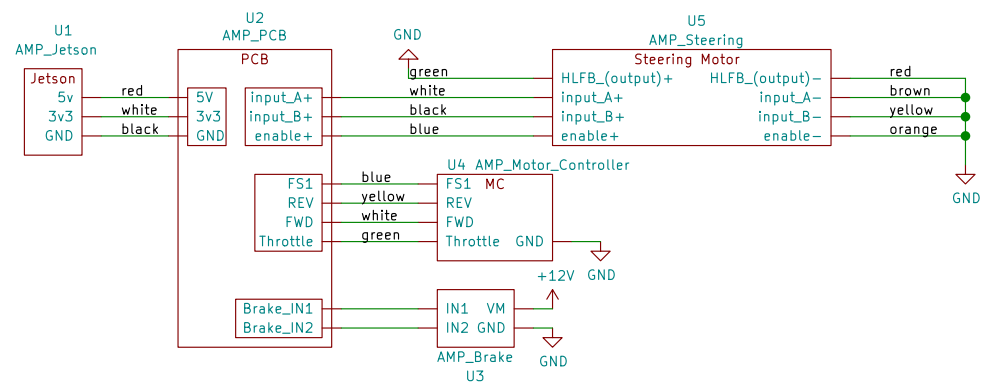 U1
AMP_Jetson
Jetson
5v
3v3
GND
red
white
black
U2
AMP_PCB
PCB
5V
3v3
GND
input_A+
input_B+
enable+
FS1
REV
FWD
Throttle
Brake_IN1
Brake_IN2
GND
green
white
black
blue
U5
AMP_Steering
Steering Motor
HLFB_(output)+
input_A+
input_B+
enable+
HLFB_(output)-
input_A-
input_B-
enable-
red
brown
yellow
orange
GND
blue
yellow
white
green
U4 AMP_Motor_Controller
MC
FS1
REV
FWD
Throttle
GND
GND
+12V
IN1
IN2
VM
GND
GND
AMP_Brake
U3